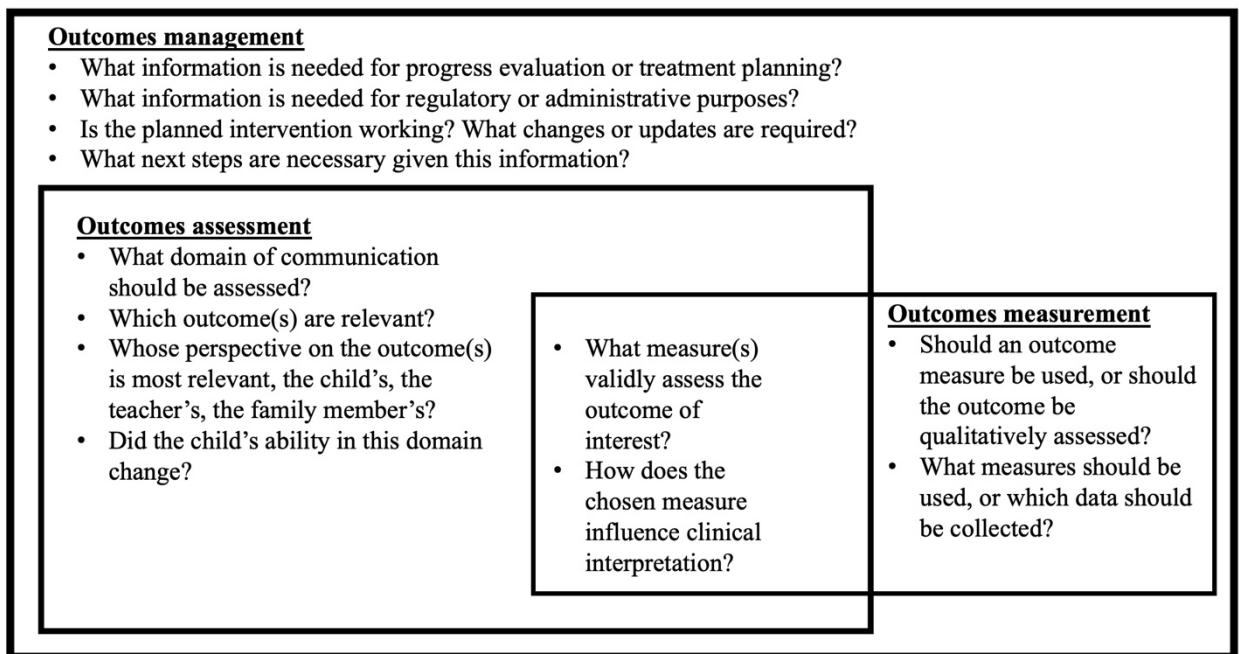 Outcomes management
• What information is needed for progress evaluation or treatment planning?
• What information is needed for regulatory or administrative purposes?
• Is the planned intervention working? What changes or updates are required?
• What next steps are necessary given this information?
Outcomes assessment
• What domain of communication
should be assessed?
• Which outcome(s) are relevant?
• Whose perspective on the outcome(s)
is most relevant, the child’s, the
teacher’s, the family member’s?
• Did the child’s ability in this domain
change?
• What measure(s)
validly assess the
outcome of
interest?
• How does the
chosen measure
influence clinical
interpretation?
Outcomes measurement
• Should an outcome
measure be used, or should
the outcome be
qualitatively assessed?
• What measures should be
used, or which data should
be collected?